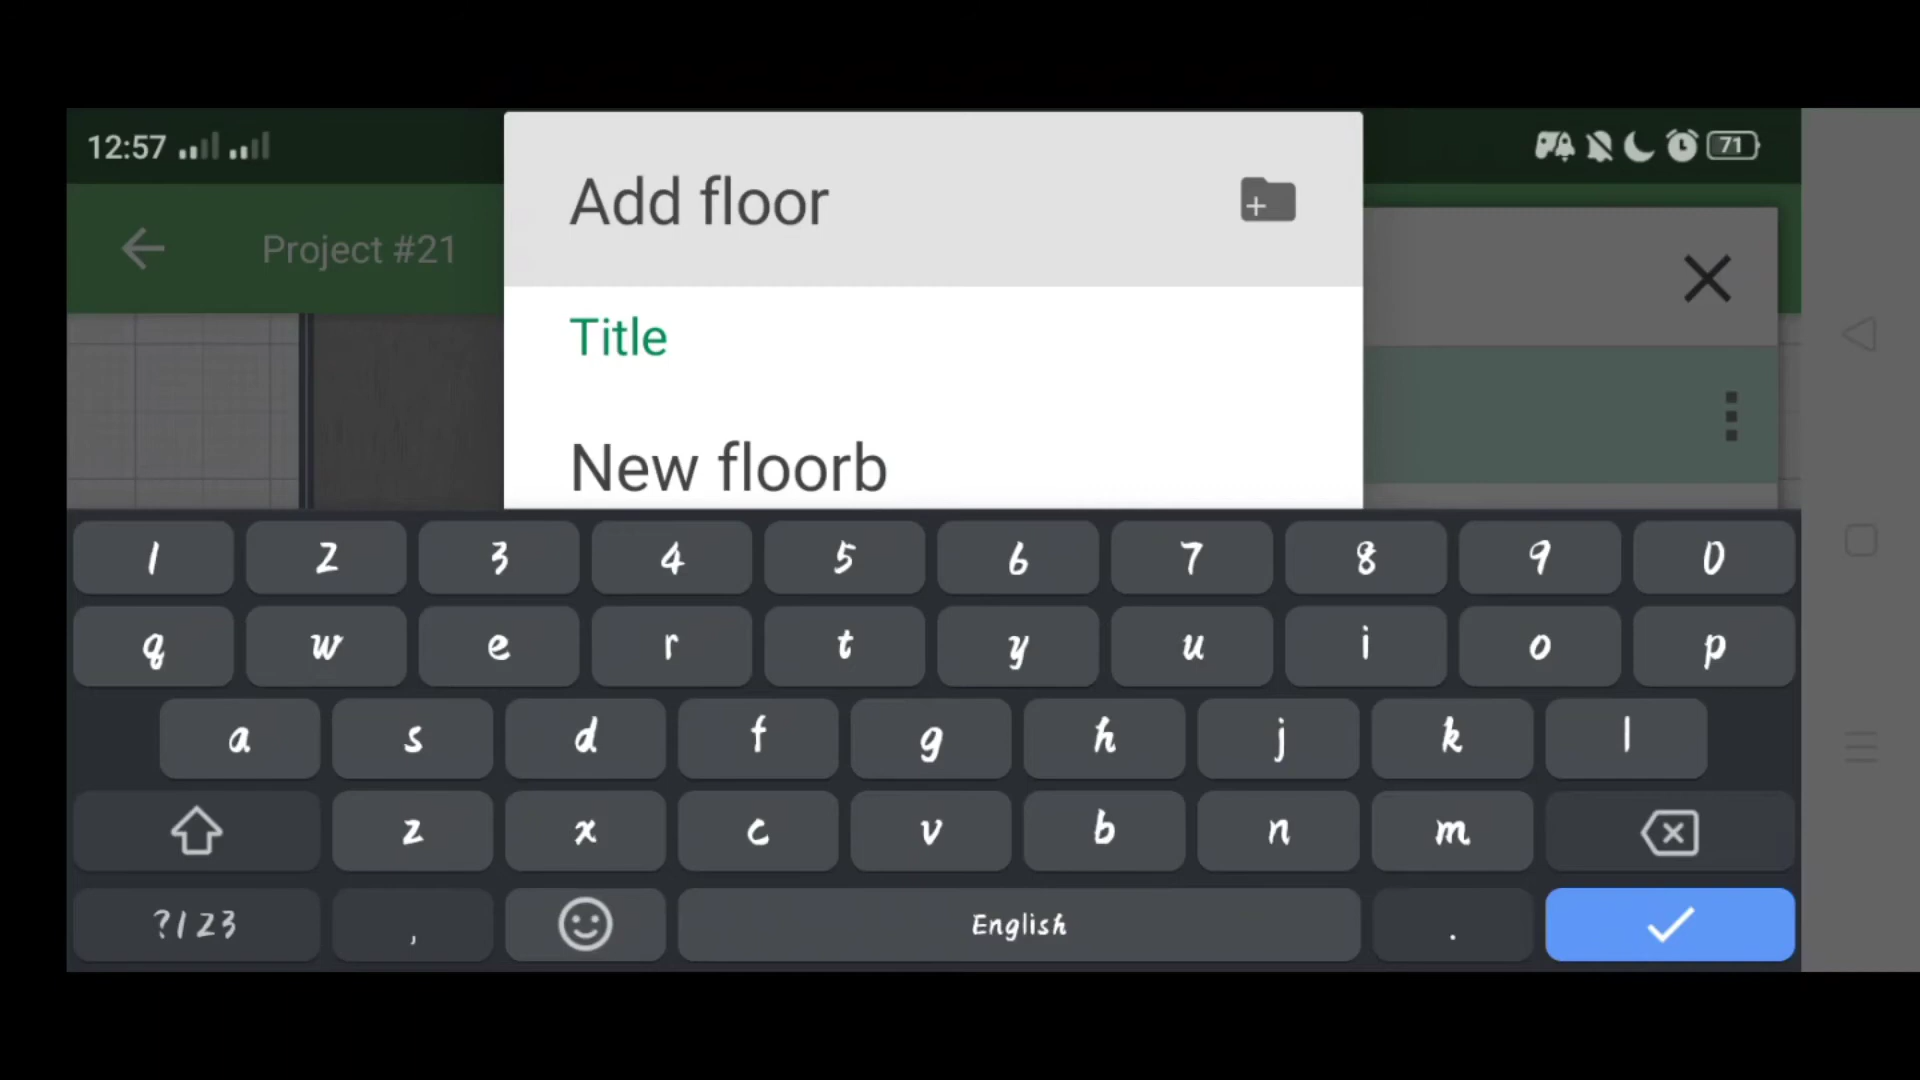 12:57
71
Add floor
Project #21
Title
New floorb
1 2 3 4 5 6 7 8 9 0
q w e r t y u i o p
a s d f g h j k l
z x c v b n m
?123 , English .